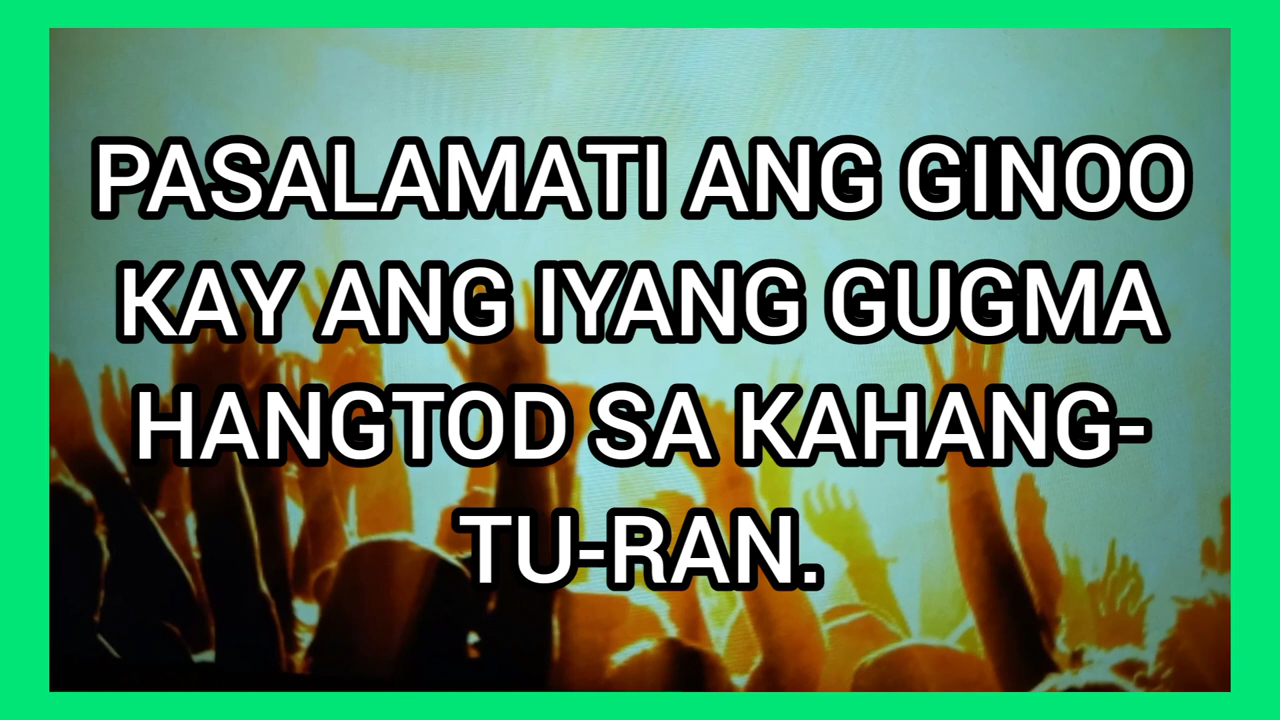 PASALAMATI ANG GINOO
KAY ANG IYANG GUGMA
HANGTOD SA KAHANG-
TU-RAN.